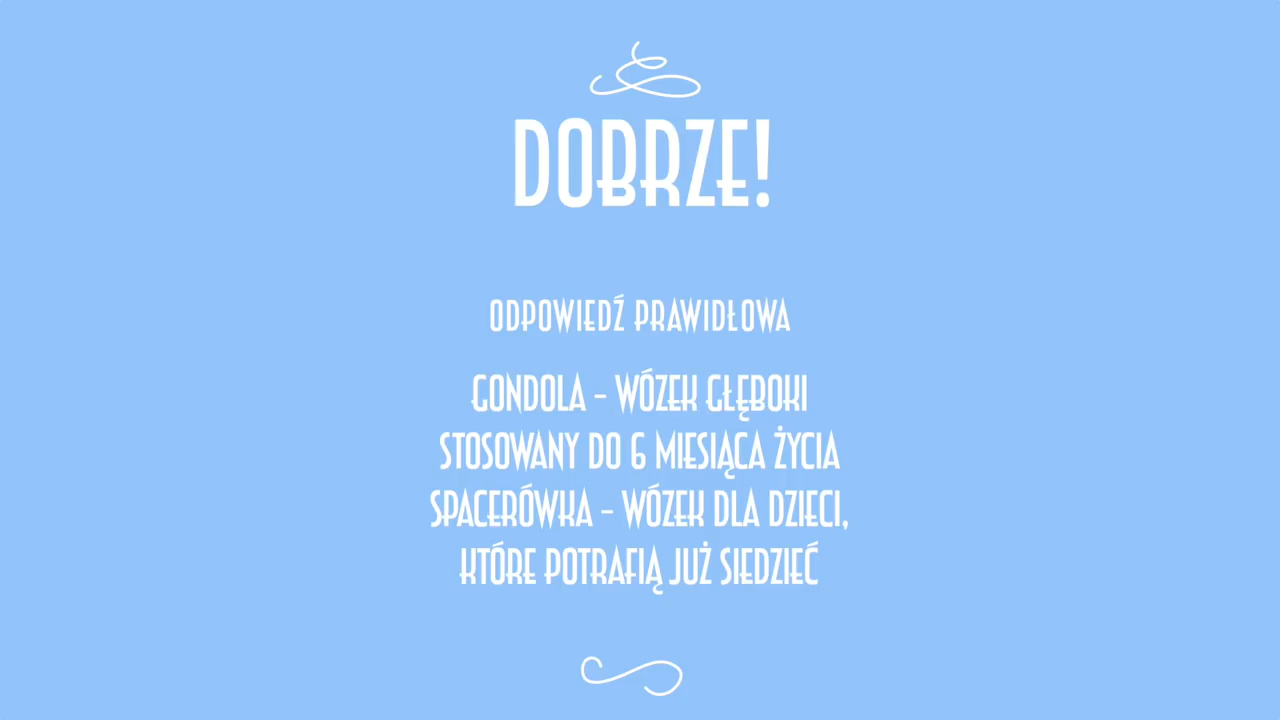 DOBRZE!
ODPOWIEDŹ PRAWIDŁOWA
GONDOLA – WÓZEK GŁĘBOKI
STOSOWANY DO 6 MIESIĄCA ŻYCIA
SPACERÓWKA – WÓZEK DLA DZIECI,
KTÓRE POTRAFIĄ JUŻ SIEDZIEĆ